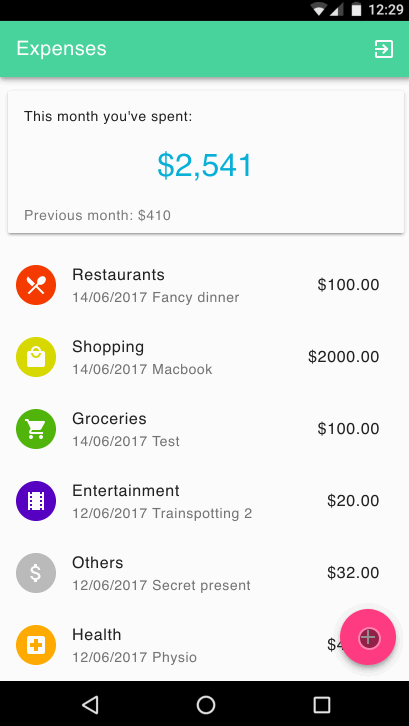 12:29
Expenses
This month you've spent:
$2,541
Previous month: $410
Restaurants
14/06/2017 Fancy dinner
$100.00
Shopping
14/06/2017 Macbook
$2000.00
Groceries
14/06/2017 Test
$100.00
Entertainment
12/06/2017 Trainspotting 2
$20.00
Others
12/06/2017 Secret present
$32.00
Health
12/06/2017 Physio